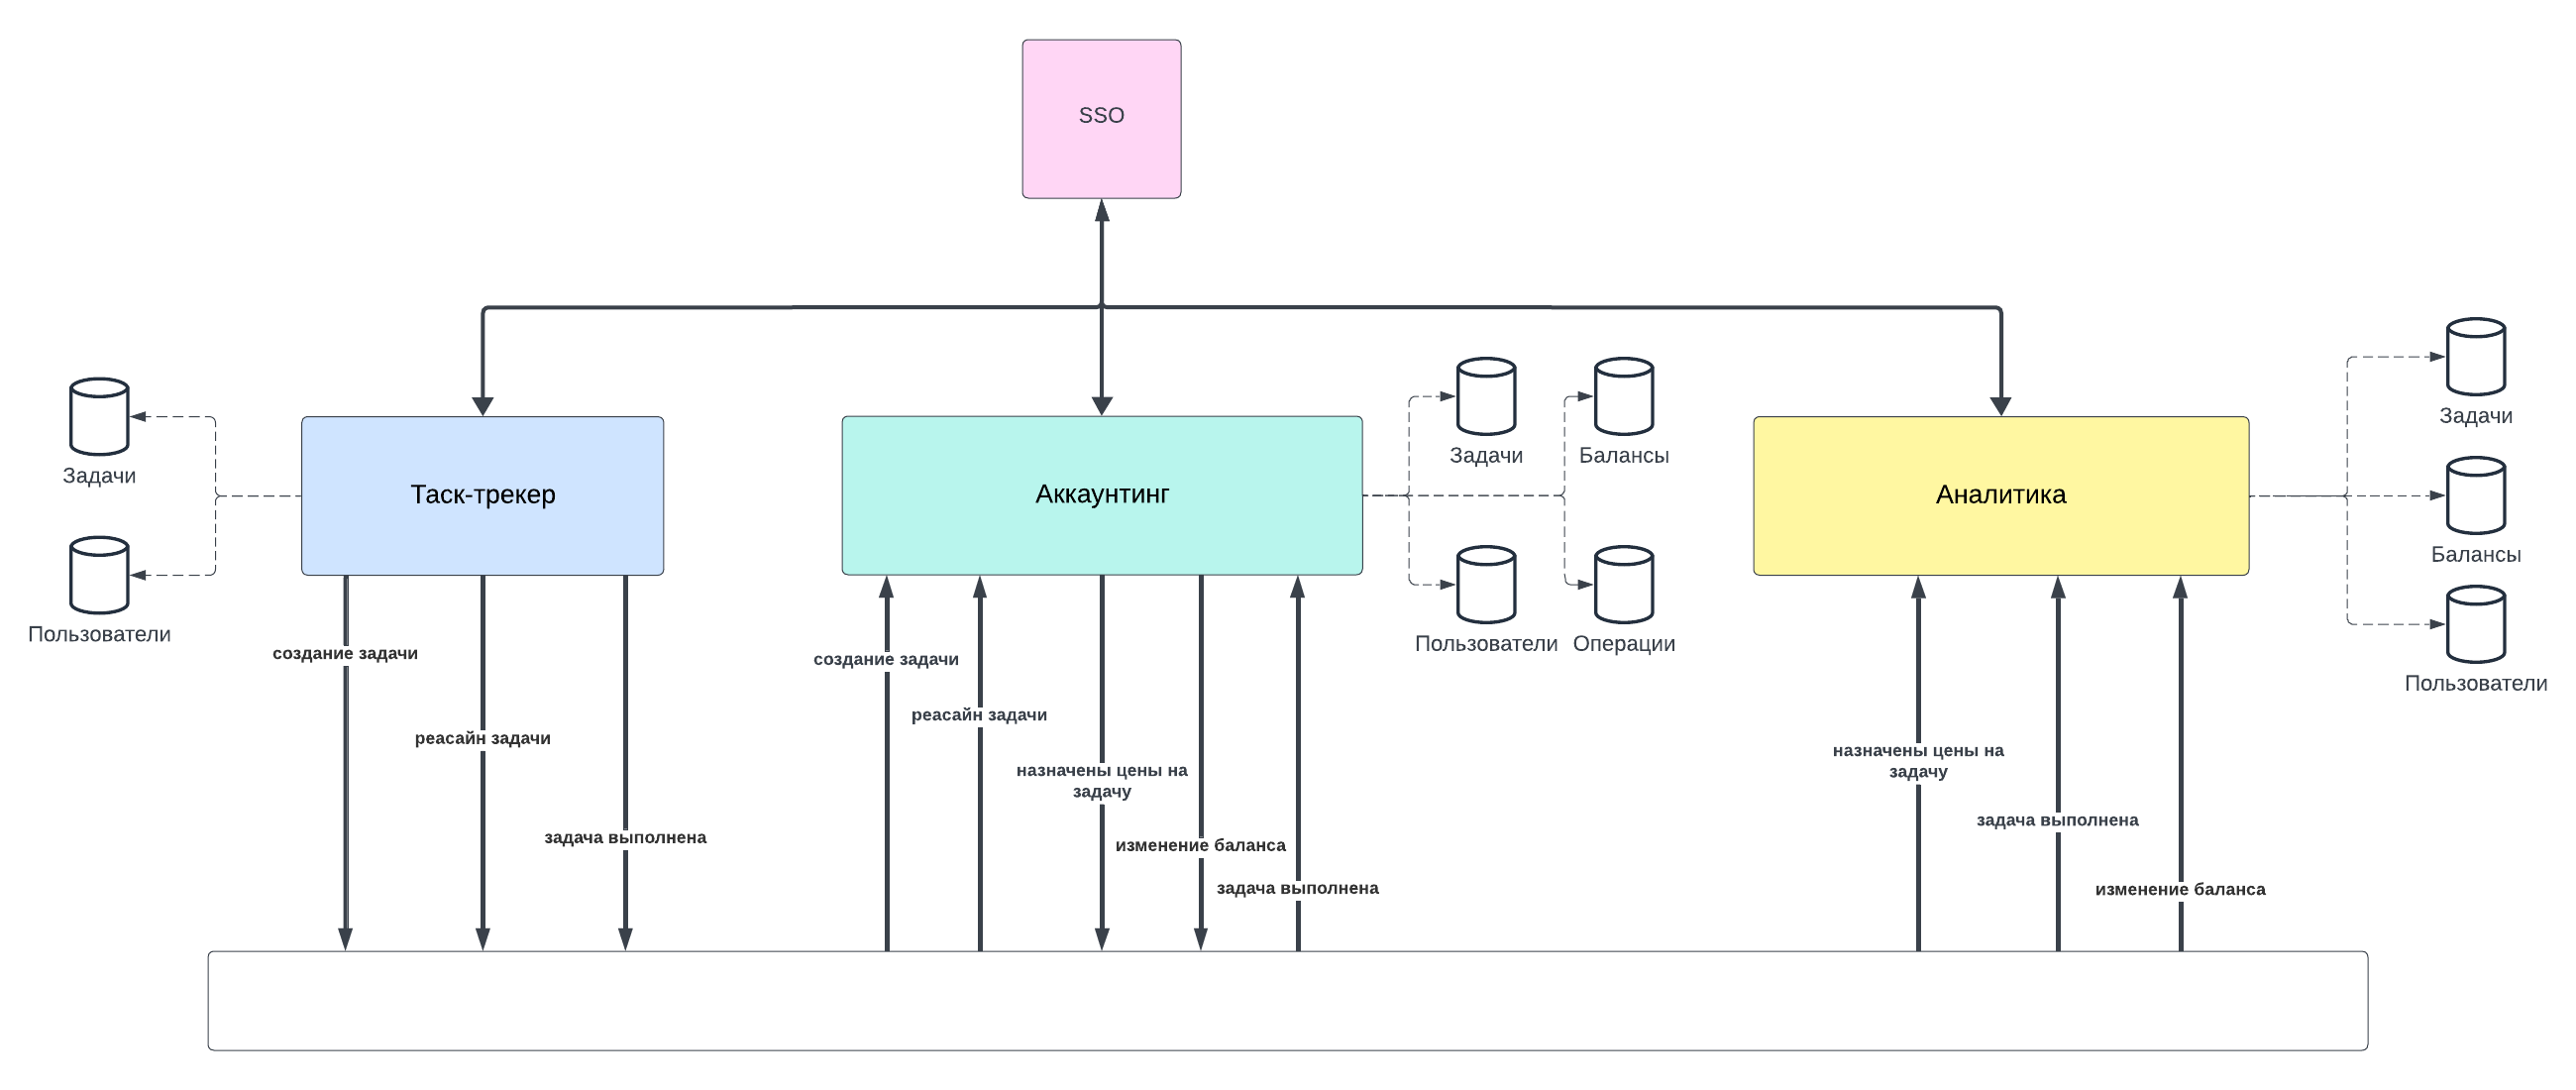 SSO
Задачи
Пользователи
Таск-трекер
Аккаунтинг
Задачи
Балансы
Пользователи
Операции
Аналитика
Задачи
Балансы
Пользователи
создание задачи
реасайн задачи
задача выполнена
создание задачи
реасайн задачи
назначены цены на
задачу
изменение баланса
задача выполнена
назначены цены на
задачу
задача выполнена
изменение баланса